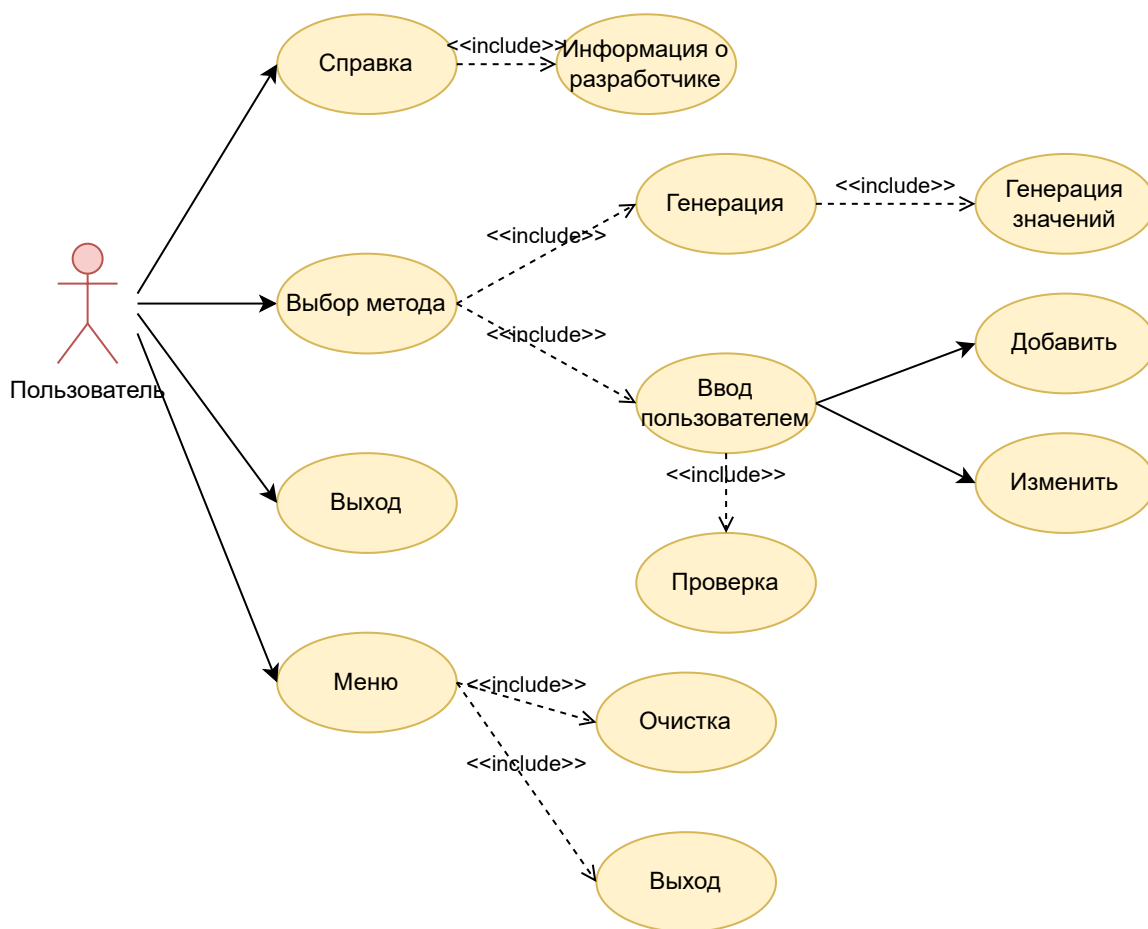 <<include>>
Справка
Информация о
разработчике
Генерация
<<include>>
Генерация
значений
<<include>>
Выбор метода
<<include>>
Добавить
Пользователь
Ввод
пользователем
<<include>>
Изменить
Выход
Проверка
Меню
<<include>>
Очистка
<<include>>
Выход